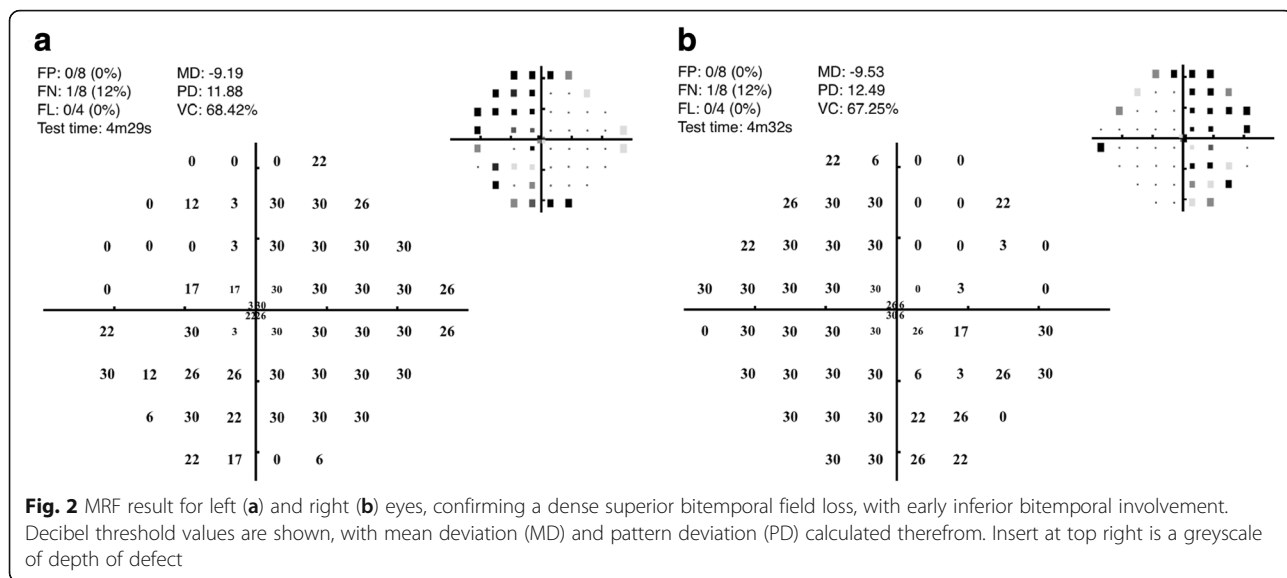 a
FP: 0/8 (0%) MD: -9.19
FN: 1/8 (12%) PD: 11.88
FL: 0/4 (0%) VC: 68.42%
Test time: 4m29s
0 0 0 22
0 12 3 30 30 26
0 0 0 3 30 30 30 30
0 17 17 30 30 30 30 26
22 30 3 30 30 30 30 26
30 12 26 26 30 30 30 30
6 30 22 30 30 30
22 17 0 6
b
FP: 0/8 (0%) MD: -9.53
FN: 1/8 (12%) PD: 12.49
FL: 0/4 (0%) VC: 67.25%
Test time: 4m32s
22 6 0 0
26 30 30 0 0 22
22 30 30 30 0 0 3 0
30 30 30 30 30 0 3 0
0 30 30 30 30 26 17 30
30 30 30 30 6 3 26 30
30 30 30 22 26 0
30 30 26 22
Fig. 2 MRF result for left (a) and right (b) eyes, confirming a dense superior bitemporal field loss, with early inferior bitemporal involvement.
Decibel threshold values are shown, with mean deviation (MD) and pattern deviation (PD) calculated therefrom. Insert at top right is a greyscale
of depth of defect